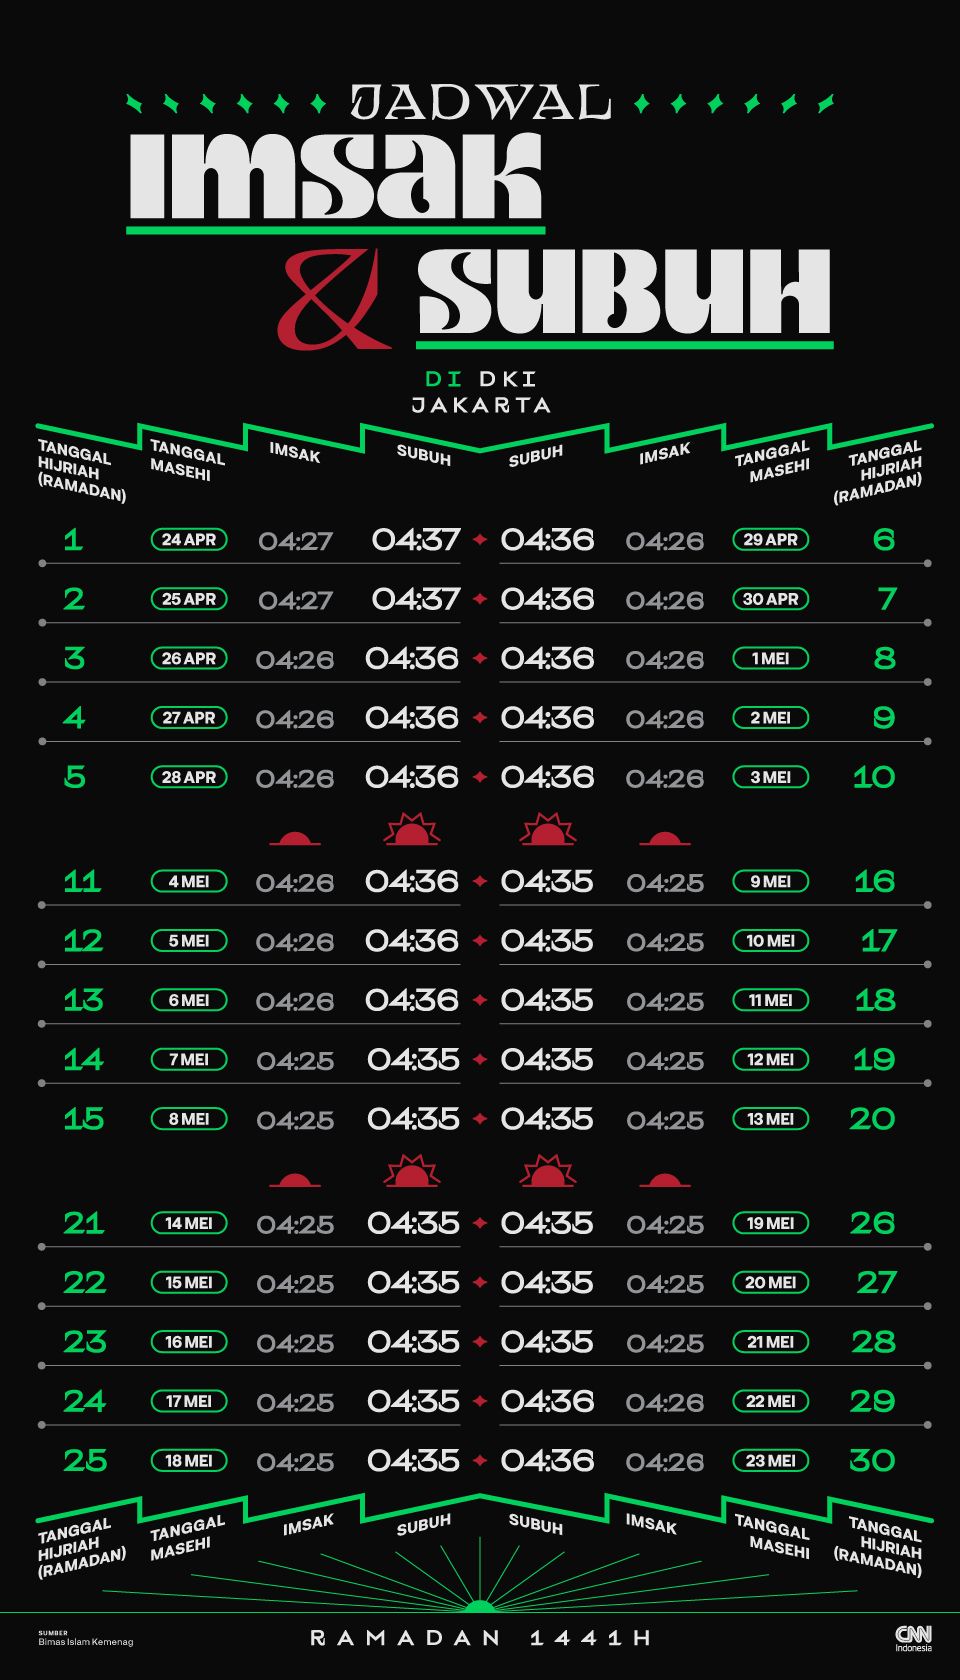 JADWAL
IMSAK
& SUBUH
DI DKI
JAKARTA
TANGGAL HIJRIAH (RAMADAN) TANGGAL MASEHI IMSAK SUBUH SUBUH IMSAK TANGGAL MASEHI TANGGAL HIJRIAH (RAMADAN)
1 24 APR 04:27 04:37 04:36 04:26 29 APR 6
2 25 APR 04:27 04:37 04:36 04:26 30 APR 7
3 26 APR 04:26 04:36 04:36 04:26 1 MEI 8
4 27 APR 04:26 04:36 04:36 04:26 2 MEI 9
5 28 APR 04:26 04:36 04:36 04:26 3 MEI 10
11 4 MEI 04:26 04:36 04:35 04:25 9 MEI 16
12 5 MEI 04:26 04:36 04:35 04:25 10 MEI 17
13 6 MEI 04:26 04:36 04:35 04:25 11 MEI 18
14 7 MEI 04:25 04:35 04:35 04:25 12 MEI 19
15 8 MEI 04:25 04:35 04:35 04:25 13 MEI 20
21 14 MEI 04:25 04:35 04:35 04:25 19 MEI 26
22 15 MEI 04:25 04:35 04:35 04:25 20 MEI 27
23 16 MEI 04:25 04:35 04:35 04:25 21 MEI 28
24 17 MEI 04:25 04:35 04:36 04:26 22 MEI 29
25 18 MEI 04:25 04:35 04:36 04:26 23 MEI 30
TANGGAL HIJRIAH (RAMADAN) TANGGAL MASEHI IMSAK SUBUH SUBUH IMSAK TANGGAL MASEHI TANGGAL HIJRIAH (RAMADAN)
SUMBER
Bimas Islam Kemenag
RAMADAN 1441H
CNN
Indonesia